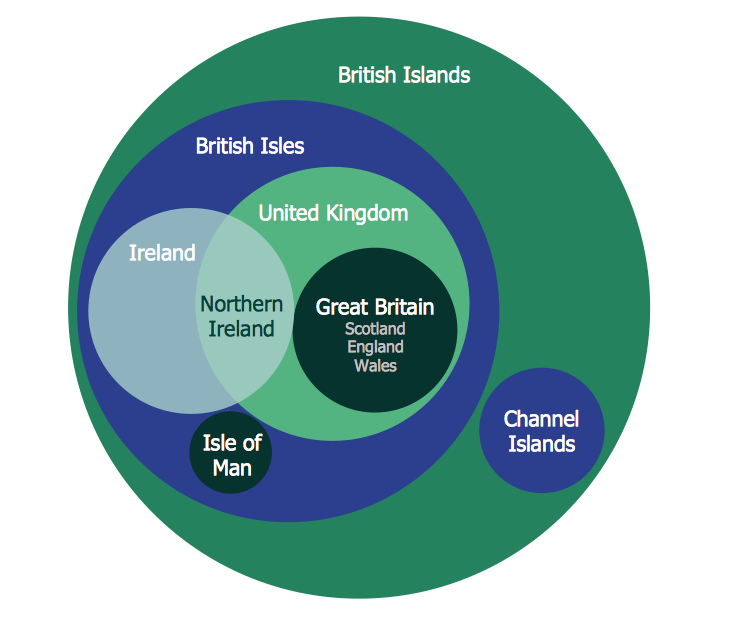 British Islands
British Isles
United Kingdom
Ireland
Northern
Ireland
Great Britain
Scotland
England
Wales
Channel
Islands
Isle of
Man